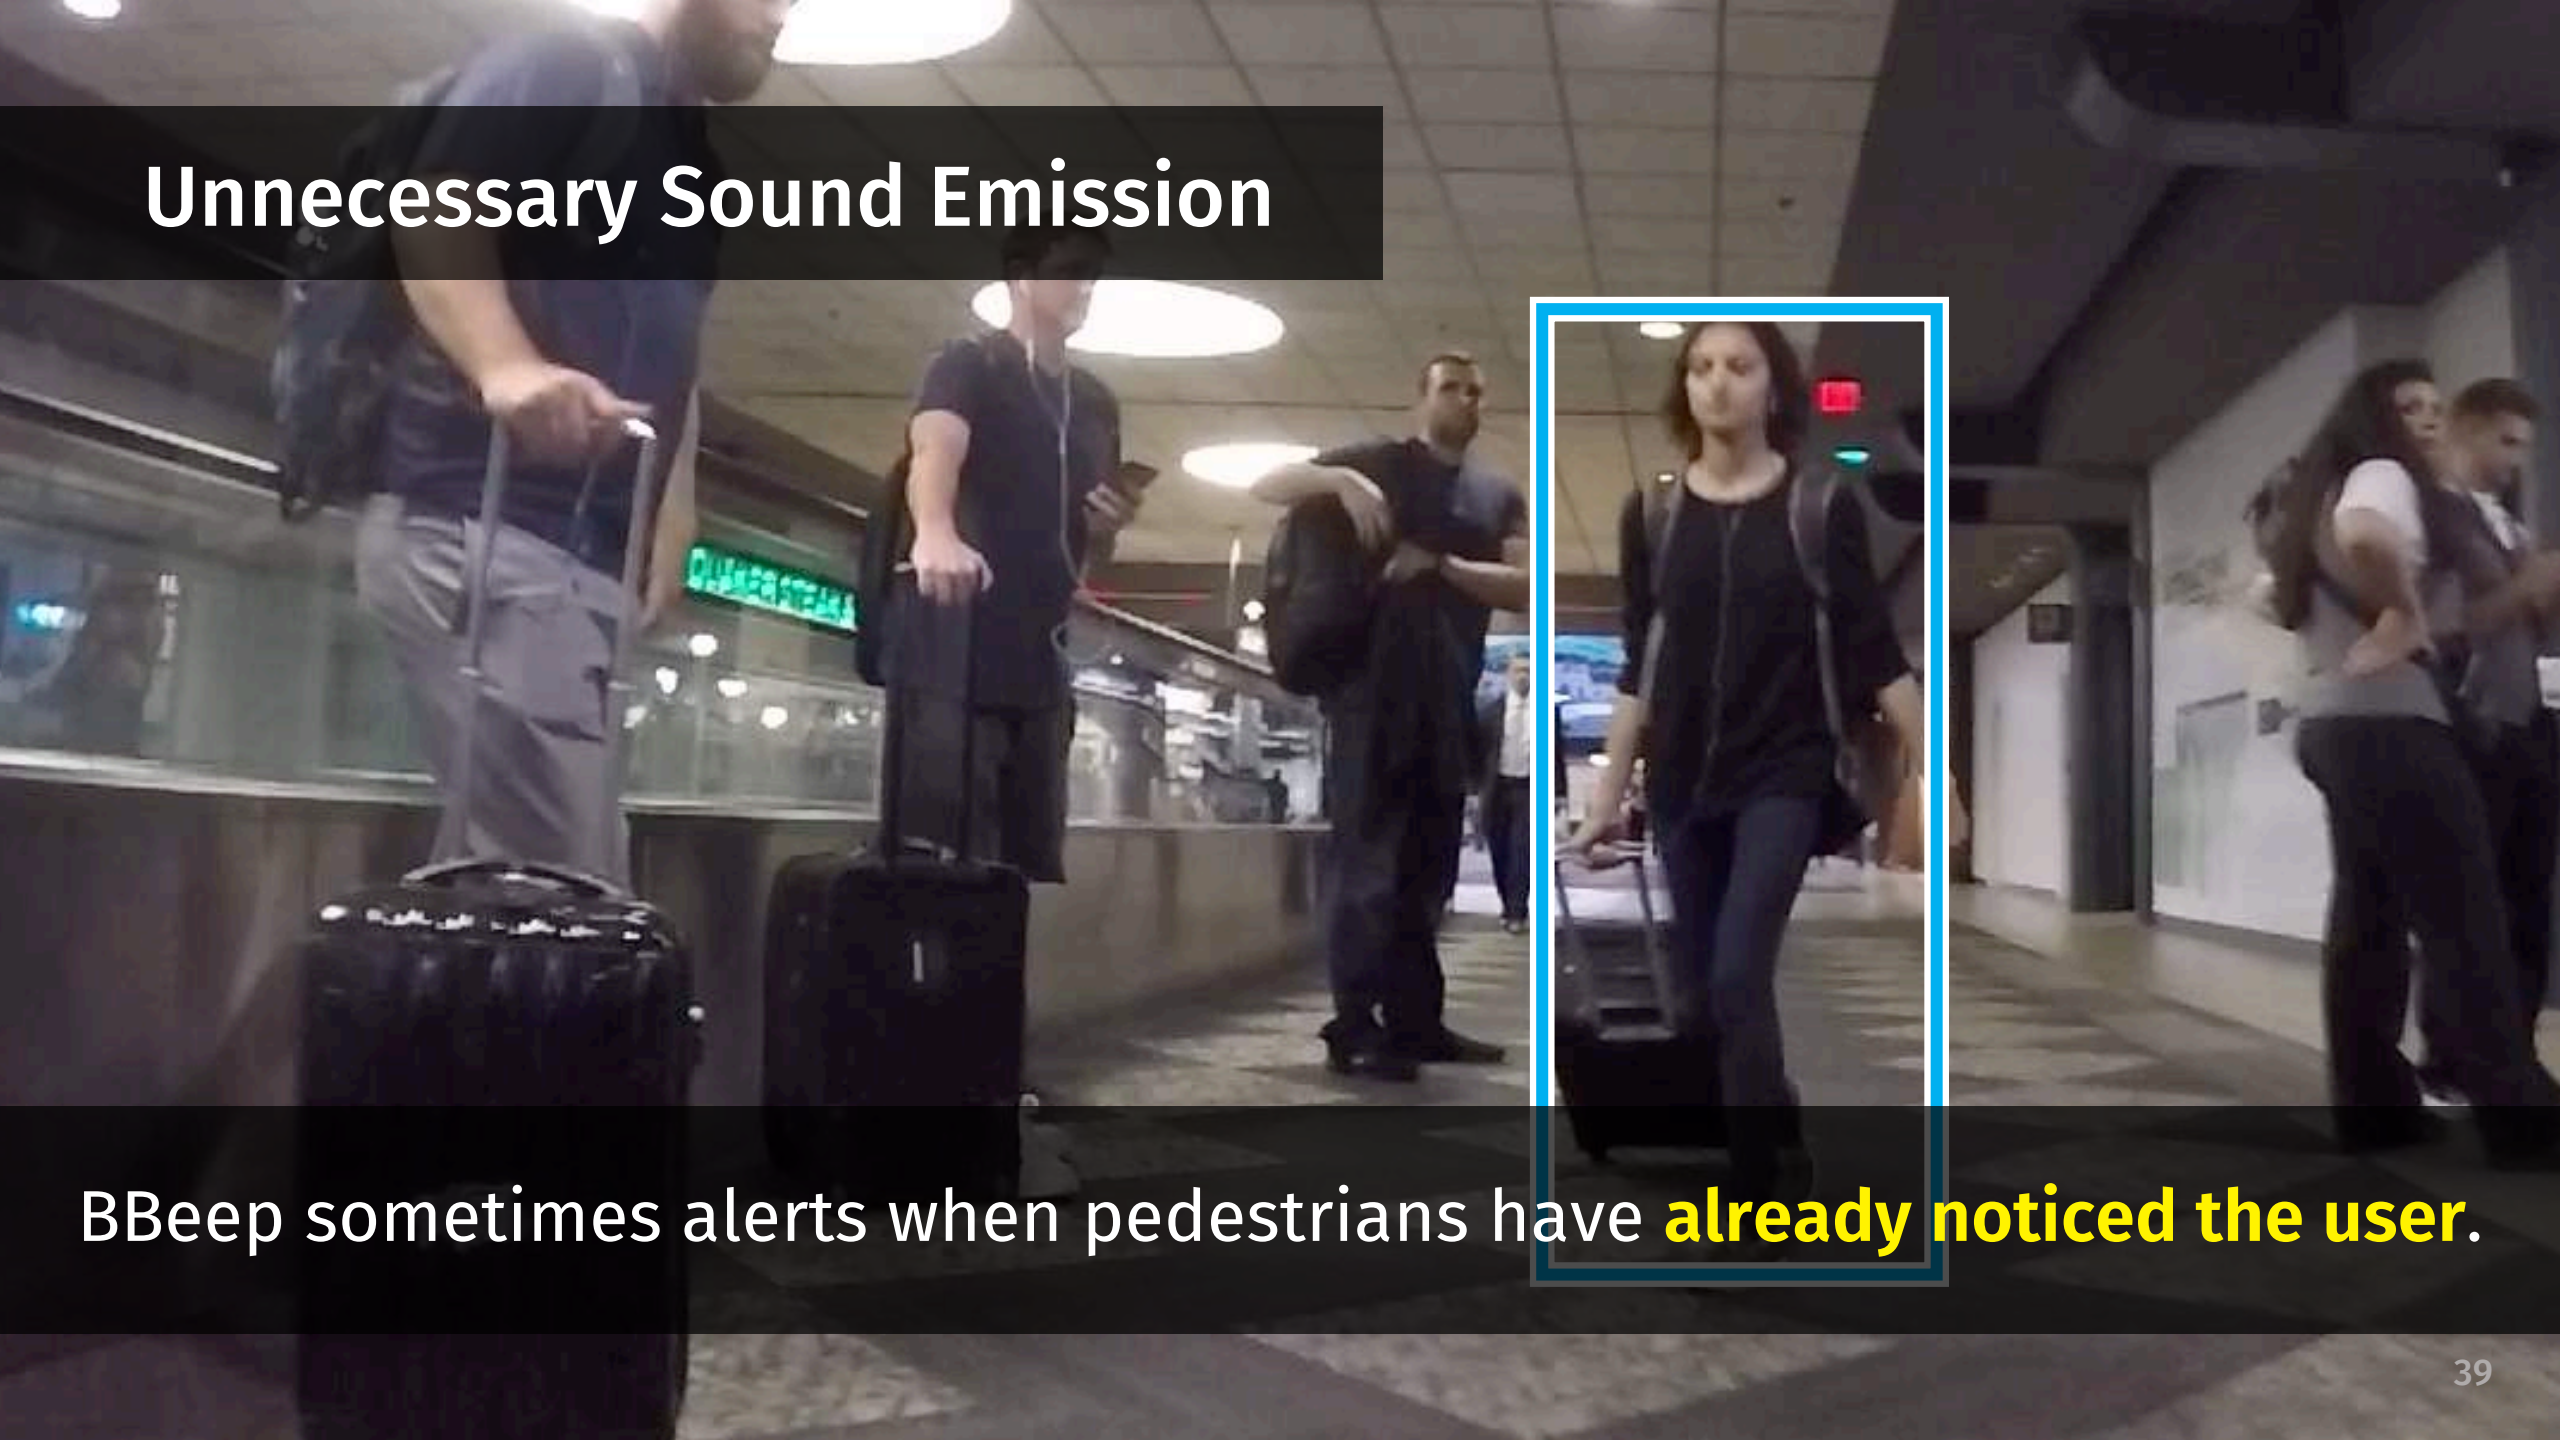 Unnecessary Sound Emission
BBeep sometimes alerts when pedestrians have already noticed the user.
39